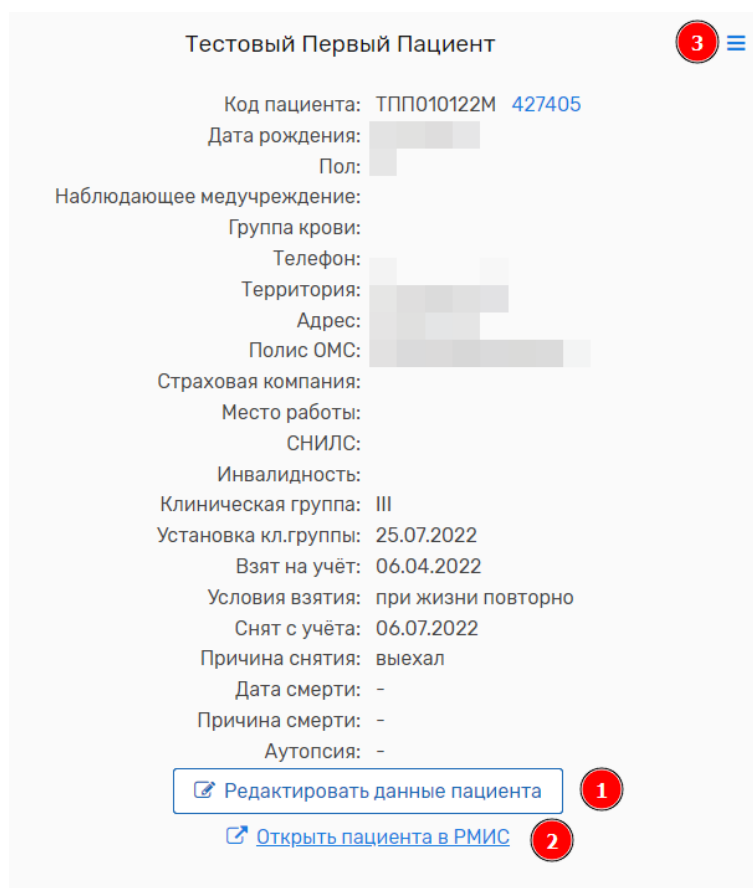 Тестовый Первый Пациент 3
Код пациента: ТПП010122М 427405
Дата рождения:
Пол:
Наблюдающее медучреждение:
Группа крови:
Телефон:
Территория:
Адрес:
Полис ОМС:
Страховая компания:
Место работы:
СНИЛС:
Инвалидность:
Клиническая группа: III
Установка кл.группы: 25.07.2022
Взят на учёт: 06.04.2022
Условия взятия: при жизни повторно
Снят с учёта: 06.07.2022
Причина снятия: выехал
Дата смерти: -
Причина смерти: -
Аутопсия: -
Редактировать данные пациента 1
Открыть пациента в РМИС 2